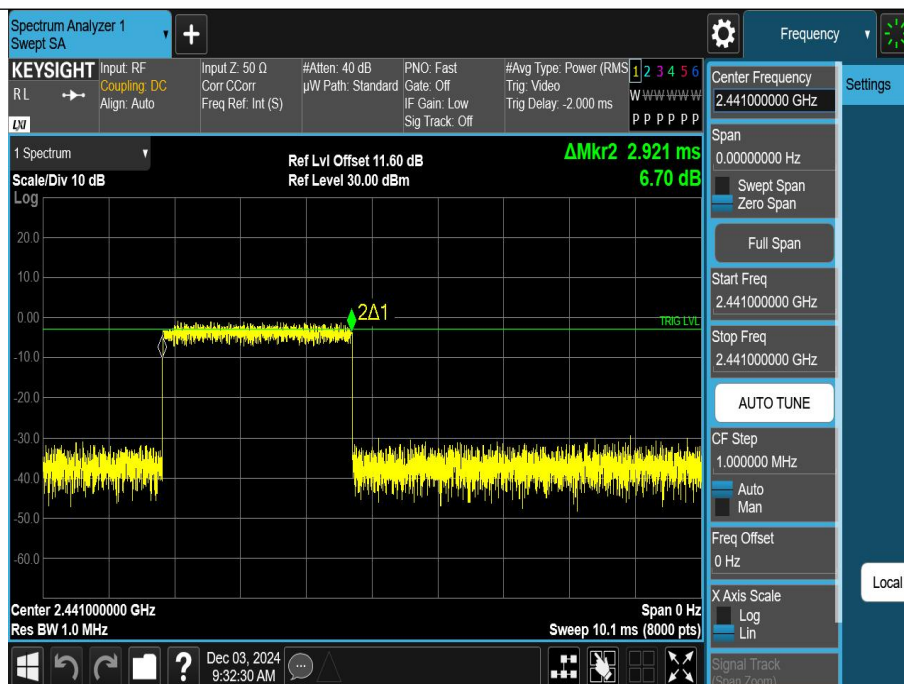 Spectrum Analyzer 1
Swept SA
Frequency
KEYSIGHT
R L
LXI
Input: RF
Coupling: DC
Align: Auto
Input Z: 50 Ω
Corr CCorr
Freq Ref: Int (S)
#Atten: 40 dB
µW Path: Standard
PNO: Fast
Gate: Off
IF Gain: Low
Sig Track: Off
#Avg Type: Power (RMS
Trig: Video
Trig Delay: -2.000 ms
1 2 3 4 5 6
W W W W W W
P P P P P P
1 Spectrum
Scale/Div 10 dB
Log
Ref Lvl Offset 11.60 dB
Ref Level 30.00 dBm
ΔMkr2 2.921 ms
6.70 dB
20.0
10.0
0.00
-10.0
-20.0
-30.0
-40.0
-50.0
-60.0
2Δ1
TRIG LVL
Center 2.441000000 GHz
Res BW 1.0 MHz
Span 0 Hz
Sweep 10.1 ms (8000 pts)
Dec 03, 2024
9:32:30 AM
Center Frequency
2.441000000 GHz
Span
0.00000000 Hz
Swept Span
Zero Span
Full Span
Start Freq
2.441000000 GHz
Stop Freq
2.441000000 GHz
AUTO TUNE
CF Step
1.000000 MHz
Auto
Man
Freq Offset
0 Hz
X Axis Scale
Log
Lin
Signal Track
(Span Zoom)
Settings
Local